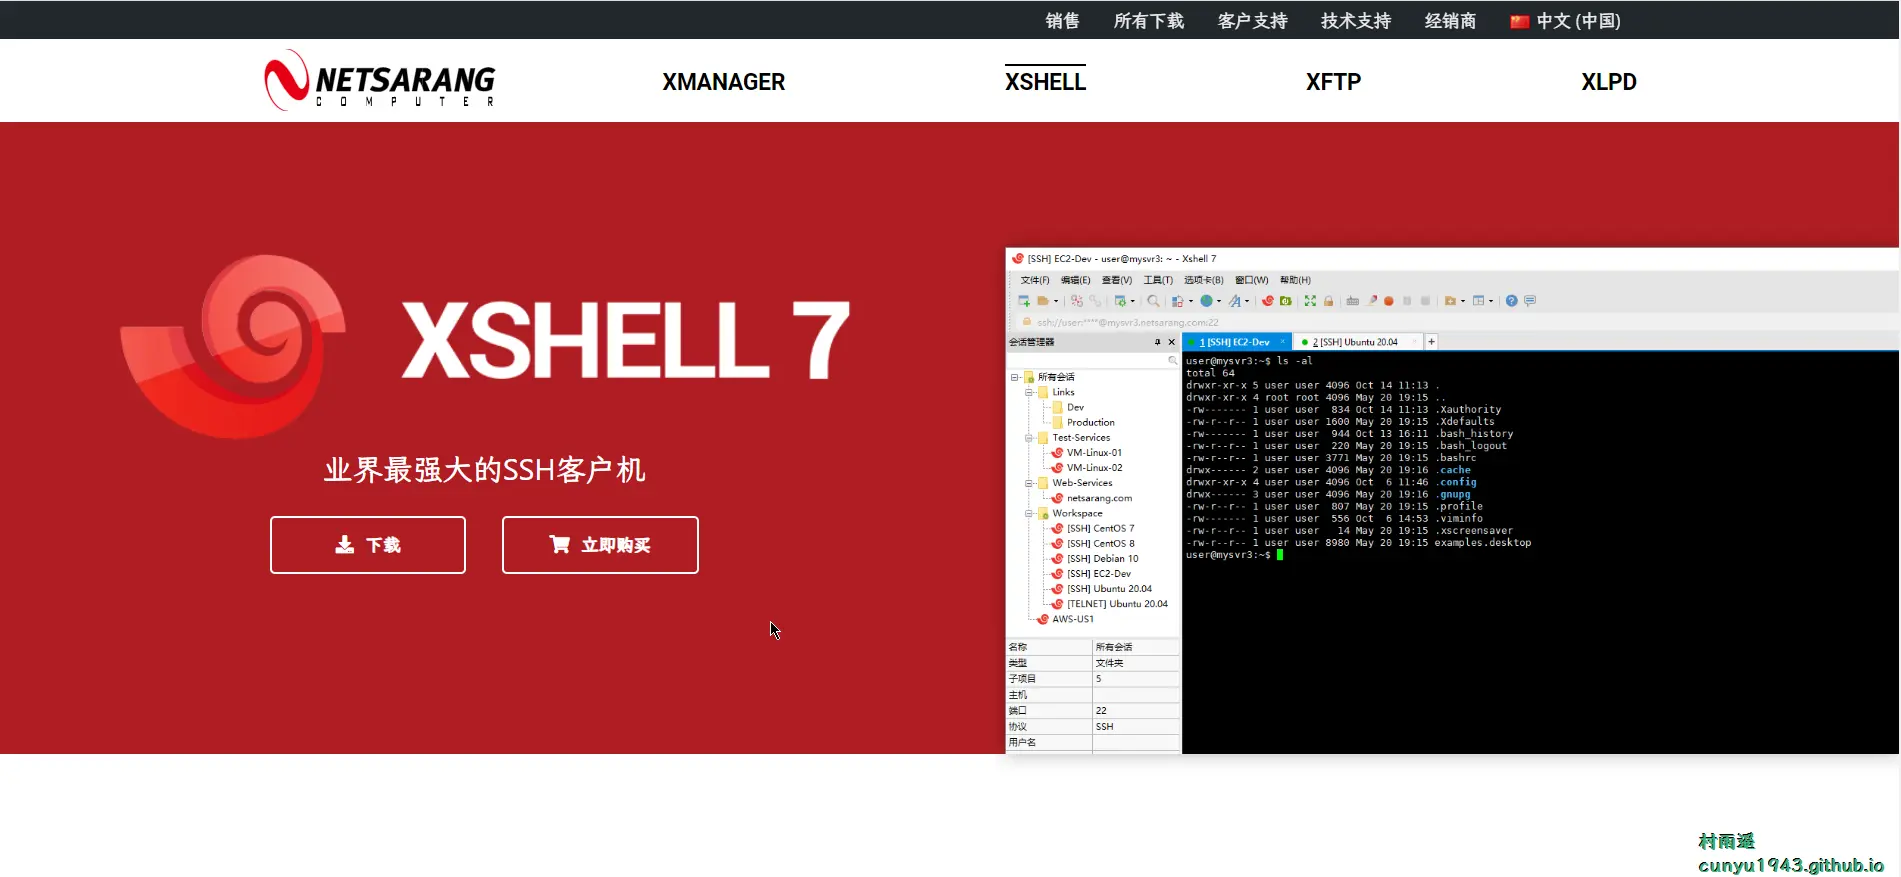 销售 所有下载 客户支持 技术支持 经销商 中文 (中国)
NETSARANG
COMPUTER
XMANAGER XSHELL XFTP XLPD
XSHELL 7
业界最强大的SSH客户机
下载 立即购买
[SSH] EC2-Dev - user@mysvr3: ~ - Xshell 7
文件(F) 编辑(E) 查看(V) 工具(T) 选项卡(B) 窗口(W) 帮助(H)
ssh://user:****@mysvr3.netsarang.com:22
会话管理器
所有会话
Links
Dev
Production
Test-Services
VM-Linux-01
VM-Linux-02
Web-Services
netsarang.com
Workspace
[SSH] CentOS 7
[SSH] CentOS 8
[SSH] Debian 10
[SSH] EC2-Dev
[SSH] Ubuntu 20.04
[TELNET] Ubuntu 20.04
AWS-US1
名称 所有会话
类型 文件夹
子项目 5
主机
端口 22
协议 SSH
用户名
1 [SSH] EC2-Dev × 2 [SSH] Ubuntu 20.04 +
user@mysvr3:~$ ls -al
total 64
drwxr-xr-x 5 user user 4096 Oct 14 11:13 .
drwxr-xr-x 4 root root 4096 May 20 19:15 ..
-rw------- 1 user user  834 Oct 14 11:13 .Xauthority
-rw-r--r-- 1 user user 1600 May 20 19:15 .Xdefaults
-rw------- 1 user user  944 Oct 13 16:11 .bash_history
-rw-r--r-- 1 user user  220 May 20 19:15 .bash_logout
-rw-r--r-- 1 user user 3771 May 20 19:15 .bashrc
drwx------ 2 user user 4096 May 20 19:16 .cache
drwxr-xr-x 4 user user 4096 Oct  6 11:46 .config
drwx------ 3 user user 4096 May 20 19:16 .gnupg
-rw-r--r-- 1 user user  807 May 20 19:15 .profile
-rw------- 1 user user  556 Oct  6 14:53 .viminfo
-rw-r--r-- 1 user user   14 May 20 19:15 .xscreensaver
-rw-r--r-- 1 user user 8980 May 20 19:15 examples.desktop
user@mysvr3:~$
村雨遥
cunyu1943.github.io